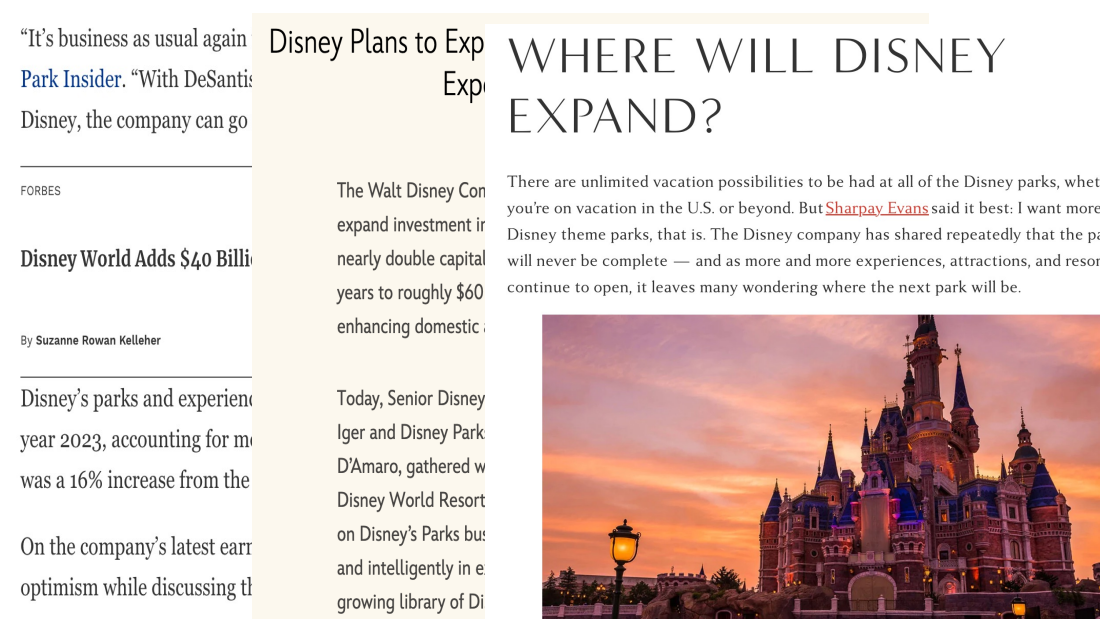 “It’s business as usual again
Park Insider. “With DeSantis
Disney, the company can go
FORBES
Disney World Adds $40 Billi
By Suzanne Rowan Kelleher
Disney’s parks and experienc
year 2023, accounting for mo
was a 16% increase from the
On the company’s latest earn
optimism while discussing th
Disney Plans to Exp
Expe
The Walt Disney Com
expand investment in
nearly double capital
years to roughly $60
enhancing domestic a
Today, Senior Disney
Iger and Disney Parks
D’Amaro, gathered w
Disney World Resort
on Disney’s Parks bus
and intelligently in e
growing library of Di
WHERE WILL DISNEY
EXPAND?
There are unlimited vacation possibilities to be had at all of the Disney parks, whet
you’re on vacation in the U.S. or beyond. But Sharpay Evans said it best: I want more
Disney theme parks, that is. The Disney company has shared repeatedly that the pa
will never be complete — and as more and more experiences, attractions, and resor
continue to open, it leaves many wondering where the next park will be.